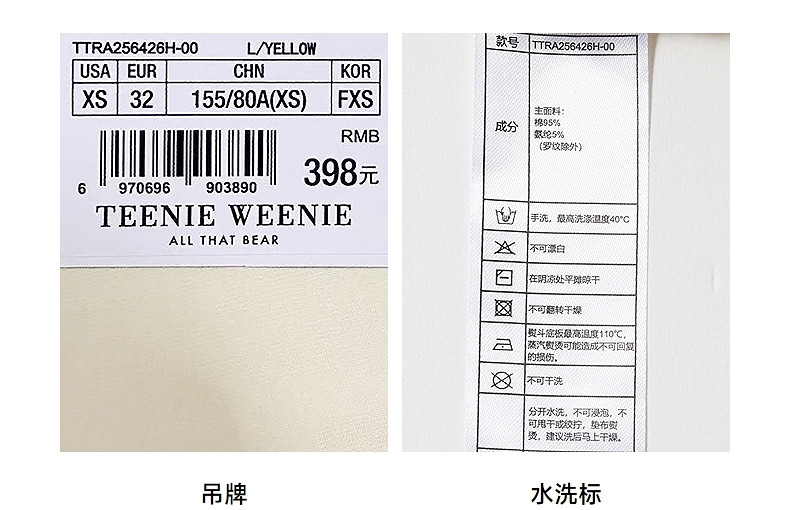 TTRA256426H-00 L/YELLOW
USA EUR CHN KOR
XS 32 155/80A(XS) FXS
RMB
398元
6 970696 903890
TEENIE WEENIE
ALL THAT BEAR
款号 TTRA256426H-00
成分
主面料：
棉95%
氨纶5%
（罗纹除外）
手洗，最高洗涤温度40°C
不可漂白
在阴凉处平摊晾干
不可翻转干燥
熨斗底板最高温度110℃，
蒸汽熨烫可能造成不可回复
的损伤。
不可干洗
分开水洗，不可浸泡，不
可甩干或绞拧，垫布熨
烫，建议洗后马上干燥。
吊牌
水洗标